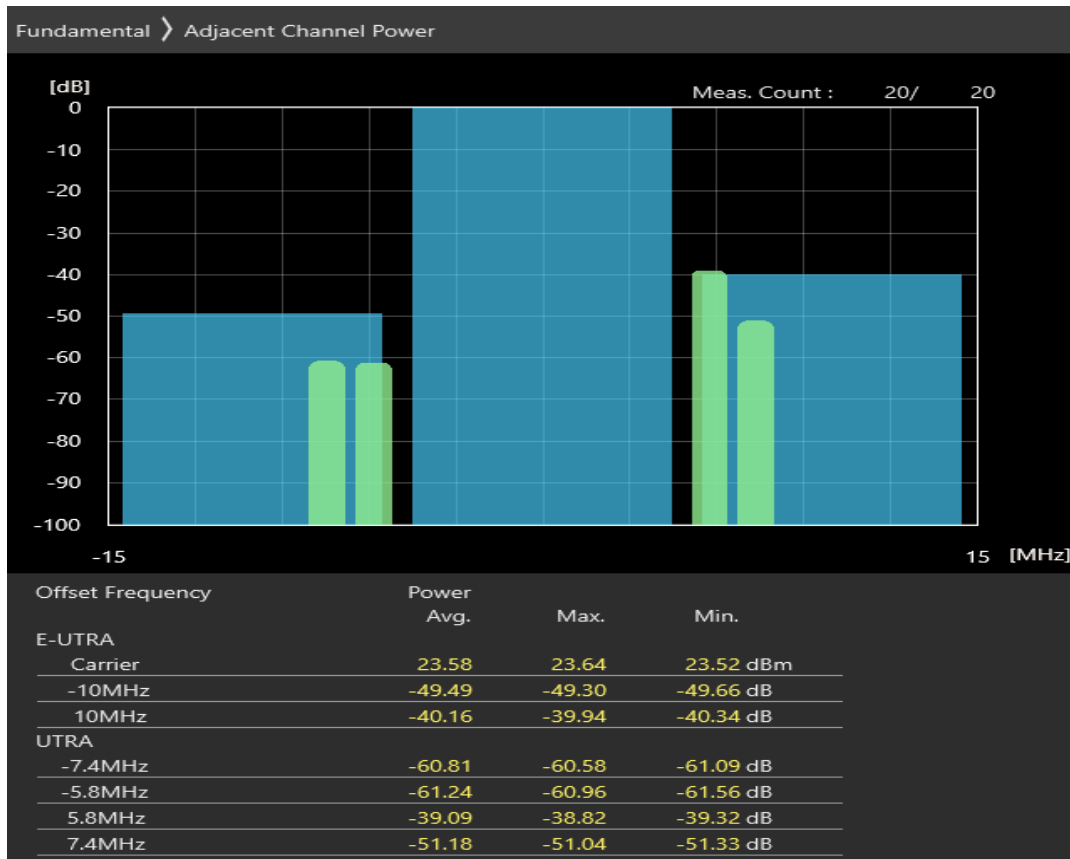 Fundamental ❯ Adjacent Channel Power
[dB]
Meas. Count : 20/ 20
0
-10
-20
-30
-40
-50
-60
-70
-80
-90
-100
-15 15 [MHz]
Offset Frequency Power
Avg. Max. Min.
E-UTRA
Carrier 23.58 23.64 23.52 dBm
-10MHz -49.49 -49.30 -49.66 dB
10MHz -40.16 -39.94 -40.34 dB
UTRA
-7.4MHz -60.81 -60.58 -61.09 dB
-5.8MHz -61.24 -60.96 -61.56 dB
5.8MHz -39.09 -38.82 -39.32 dB
7.4MHz -51.18 -51.04 -51.33 dB